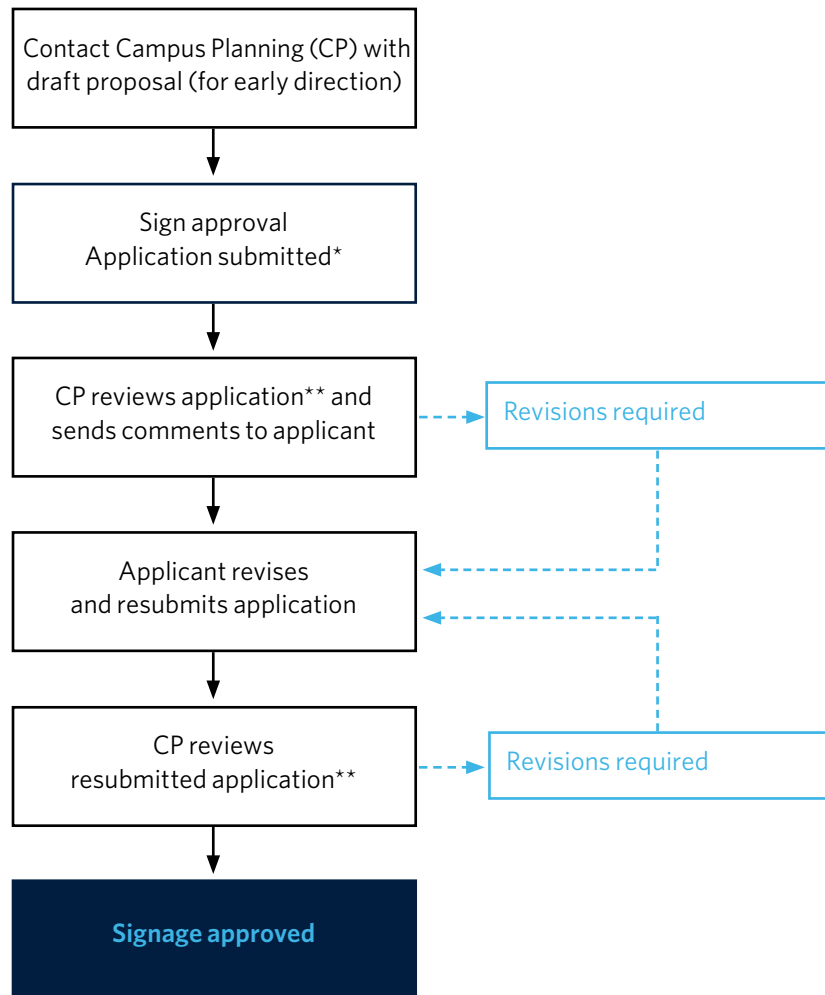 Contact Campus Planning (CP) with
draft proposal (for early direction)
Sign approval
Application submitted*
CP reviews application** and
sends comments to applicant
Revisions required
Applicant revises
and resubmits application
CP reviews
resubmitted application**
Revisions required
Signage approved